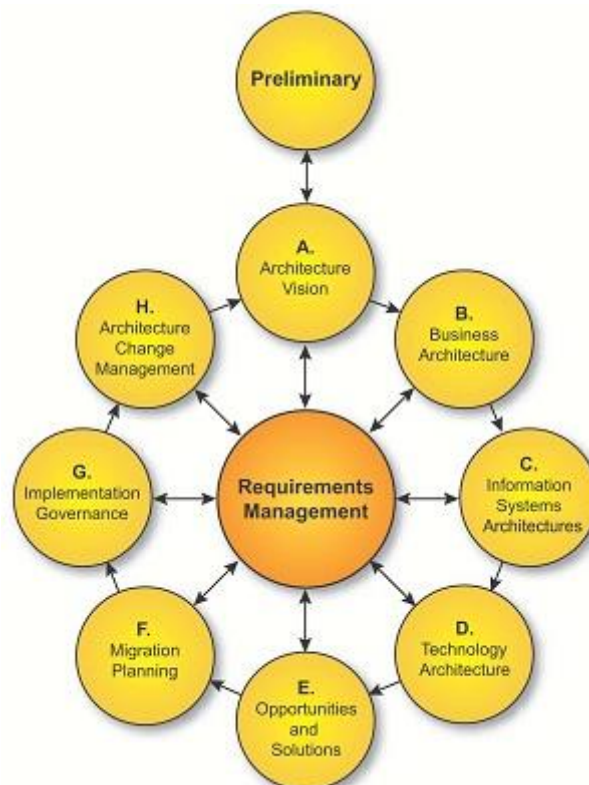 Preliminary
A.
Architecture
Vision
B.
Business
Architecture
C.
Information
Systems
Architectures
D.
Technology
Architecture
E.
Opportunities
and
Solutions
F.
Migration
Planning
G.
Implementation
Governance
H.
Architecture
Change
Management
Requirements
Management